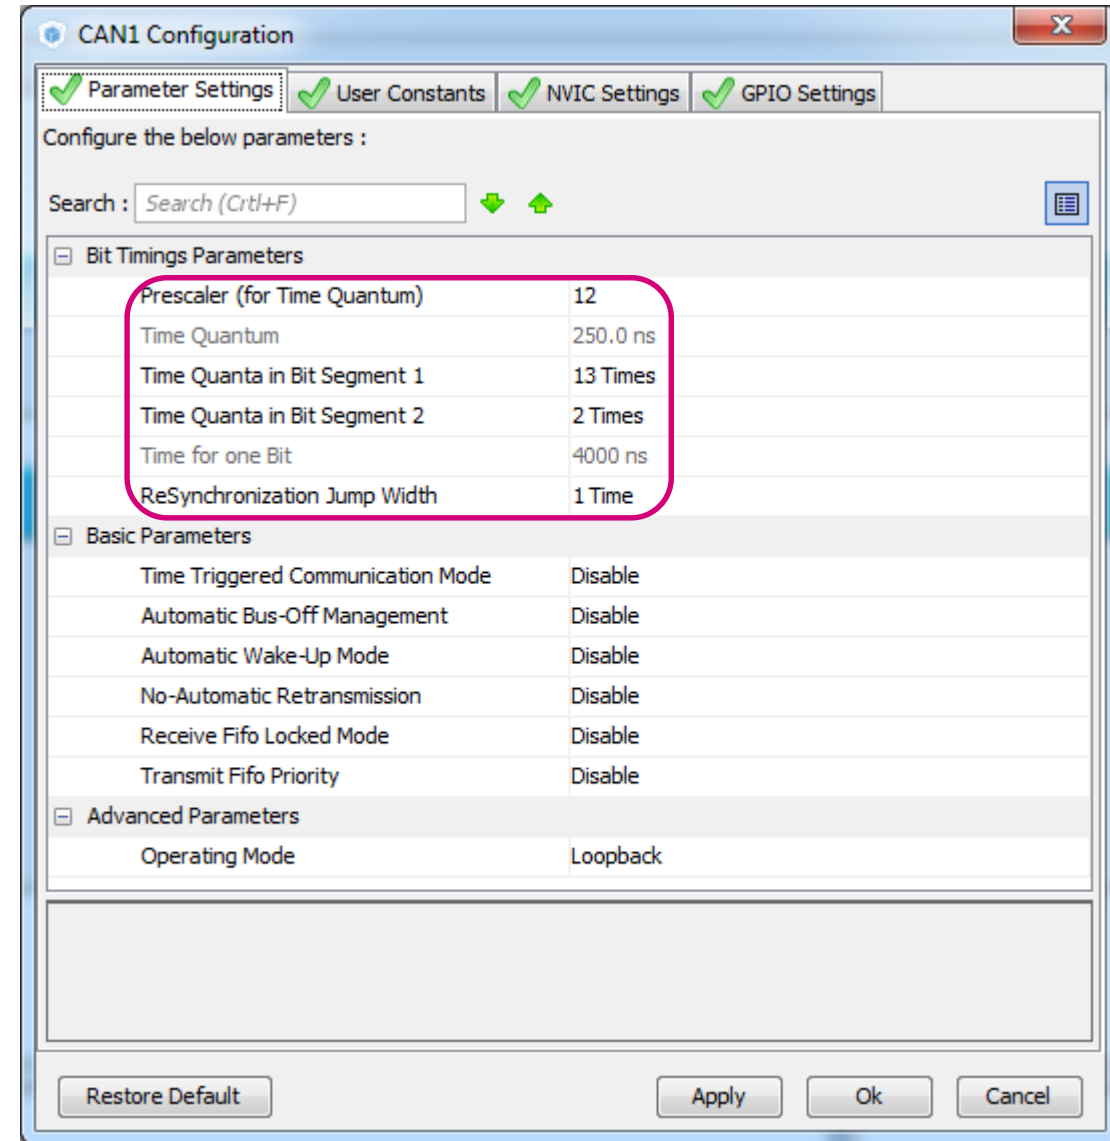 CAN1 Configuration
Parameter Settings User Constants NVIC Settings GPIO Settings
Configure the below parameters :
Search : Search (Crtl+F)
Bit Timings Parameters
Prescaler (for Time Quantum) 12
Time Quantum 250.0 ns
Time Quanta in Bit Segment 1 13 Times
Time Quanta in Bit Segment 2 2 Times
Time for one Bit 4000 ns
ReSynchronization Jump Width 1 Time
Basic Parameters
Time Triggered Communication Mode Disable
Automatic Bus-Off Management Disable
Automatic Wake-Up Mode Disable
No-Automatic Retransmission Disable
Receive Fifo Locked Mode Disable
Transmit Fifo Priority Disable
Advanced Parameters
Operating Mode Loopback
Restore Default Apply Ok Cancel